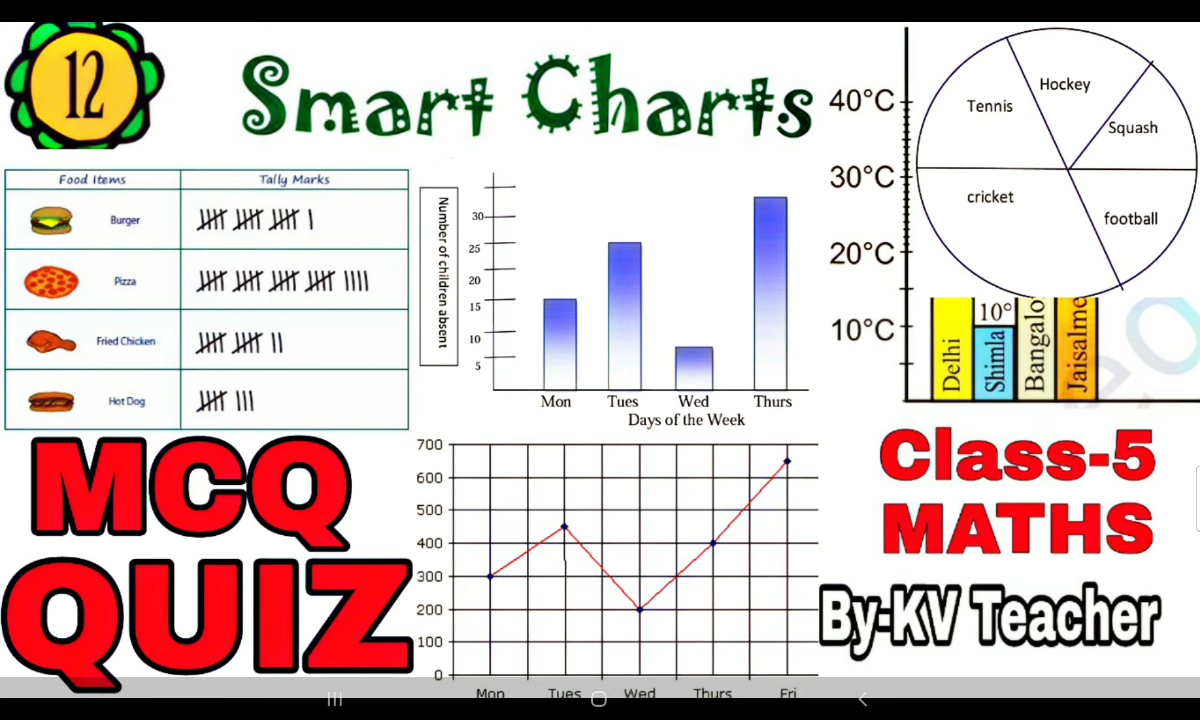 12
Smart Charts
Food Items Tally Marks
Burger
Pizza
Fried Chicken
Hot Dog
Number of children absent
30
25
20
15
10
5
Mon Tues Wed Thurs
Days of the Week
40°C
30°C
20°C
10°C
Tennis
Hockey
Squash
cricket
football
10°
Delhi
Shimla
Bangalo
Jaisalme
MCQ
QUIZ
700
600
500
400
300
200
100
0
Mon Tues Wed Thurs Fri
Class-5
MATHS
By-KV Teacher